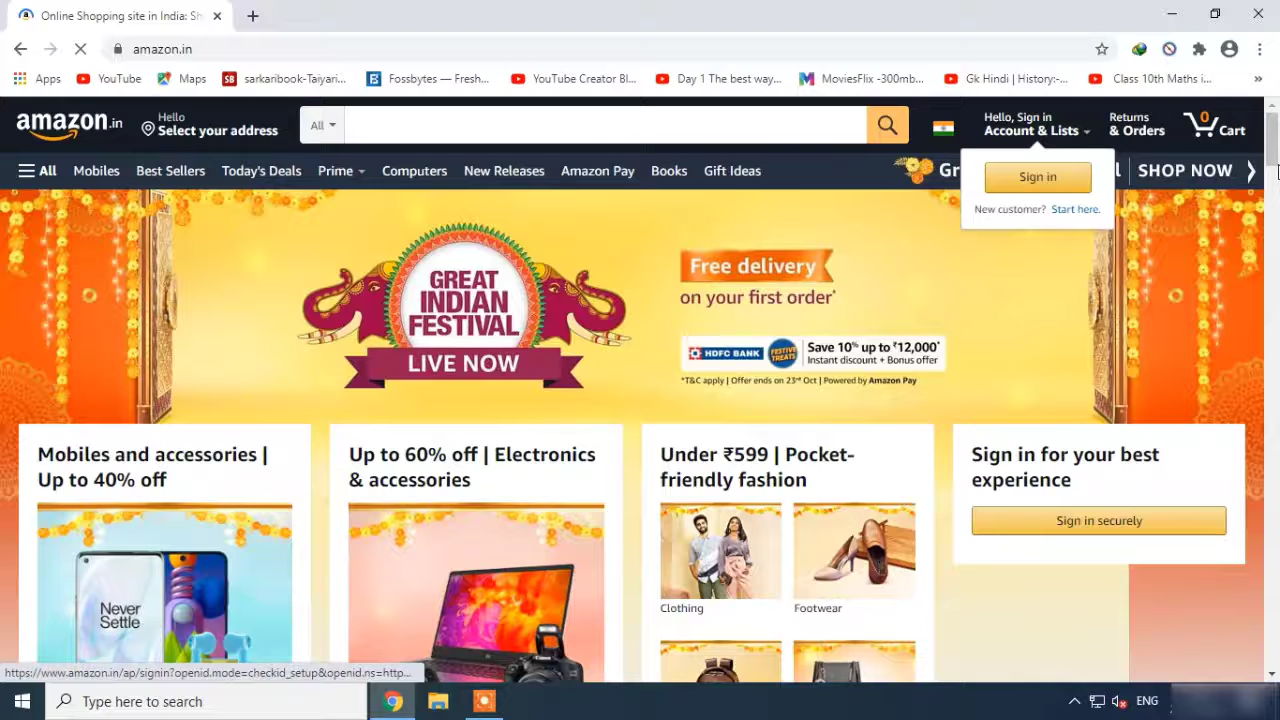 Online Shopping site in India: Sh
amazon.in
Apps
YouTube
Maps
sarkaribook-Taiyari...
Fossbytes — Fresh...
YouTube Creator Bl...
Day 1 The best way...
MoviesFlix -300mb...
Gk Hindi | History:-...
Class 10th Maths i...
amazon.in
Hello
Select your address
All
Hello, Sign in
Account & Lists
Returns
& Orders
0
Cart
All
Mobiles
Best Sellers
Today's Deals
Prime
Computers
New Releases
Amazon Pay
Books
Gift Ideas
Gr
l
SHOP NOW
Sign in
New customer? Start here.
GREAT
INDIAN
FESTIVAL
LIVE NOW
Free delivery
on your first order*
HDFC BANK
FESTIVE
TREATS
Save 10% up to ₹12,000*
Instant discount + Bonus offer
*T&C apply | Offer ends on 23rd Oct | Powered by Amazon Pay
Mobiles and accessories |
Up to 40% off
Never
Settle
Up to 60% off | Electronics
& accessories
Under ₹599 | Pocket-
friendly fashion
Clothing
Footwear
Sign in for your best
experience
Sign in securely
https://www.amazon.in/ap/signin?openid.mode=checkid_setup&openid.ns=http...
Type here to search
ENG